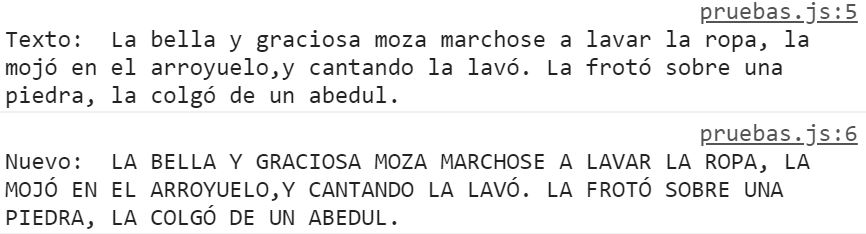 pruebas.js:5
Texto:  La bella y graciosa moza marchose a lavar la ropa, la
mojó en el arroyuelo,y cantando la lavó. La frotó sobre una
piedra, la colgó de un abedul.
pruebas.js:6
Nuevo:  LA BELLA Y GRACIOSA MOZA MARCHOSE A LAVAR LA ROPA, LA
MOJÓ EN EL ARROYUELO,Y CANTANDO LA LAVÓ. LA FROTÓ SOBRE UNA
PIEDRA, LA COLGÓ DE UN ABEDUL.